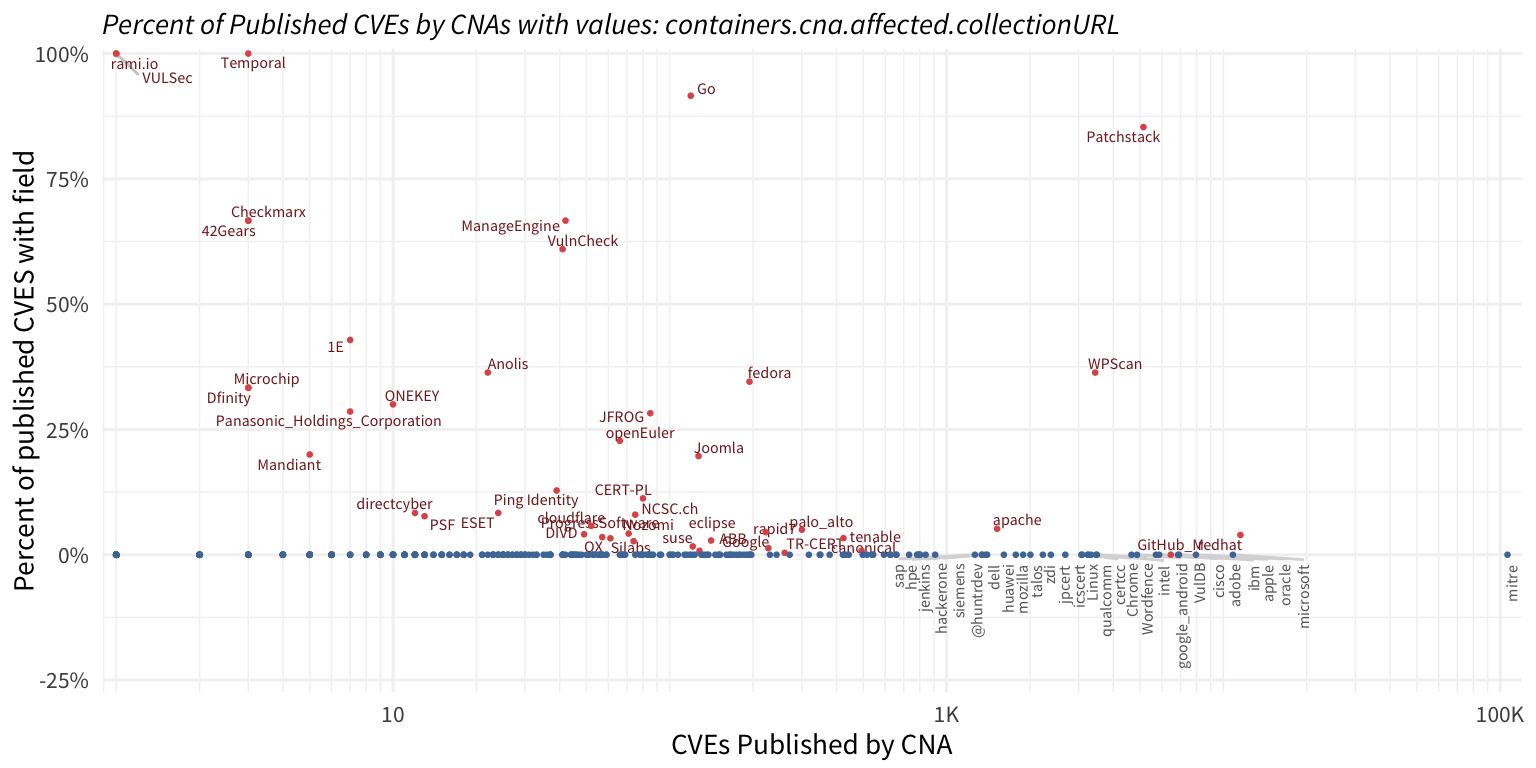 Percent of Published CVEs by CNAs with values: containers.cna.affected.collectionURL
Percent of published CVES with field
100%
75%
50%
25%
0%
-25%
rami.io
VULSec
Temporal
Go
Patchstack
Checkmarx
42Gears
ManageEngine
VulnCheck
1E
Anolis
fedora
WPScan
Microchip
Dfinity
ONEKEY
Panasonic_Holdings_Corporation
JFROG
openEuler
Joomla
Mandiant
Ping Identity
CERT-PL
directcyber
PSF
ESET
NCSC.ch
cloudflare
ProgressSoftware
Nozomi
DIVD
OX
Silabs
eclipse
suse
ABB
Google
rapid7
palo_alto
TR-CERT
tenable
canonical
apache
GitHub_M
redhat
sap
hpe
jenkins
hackerone
siemens
@huntrdev
dell
huawei
mozilla
talos
zdi
jpcert
icscert
Linux
qualcomm
certcc
Chrome
Wordfence
intel
google_android
VulDB
cisco
adobe
ibm
apple
oracle
microsoft
mitre
10
1K
100K
CVEs Published by CNA